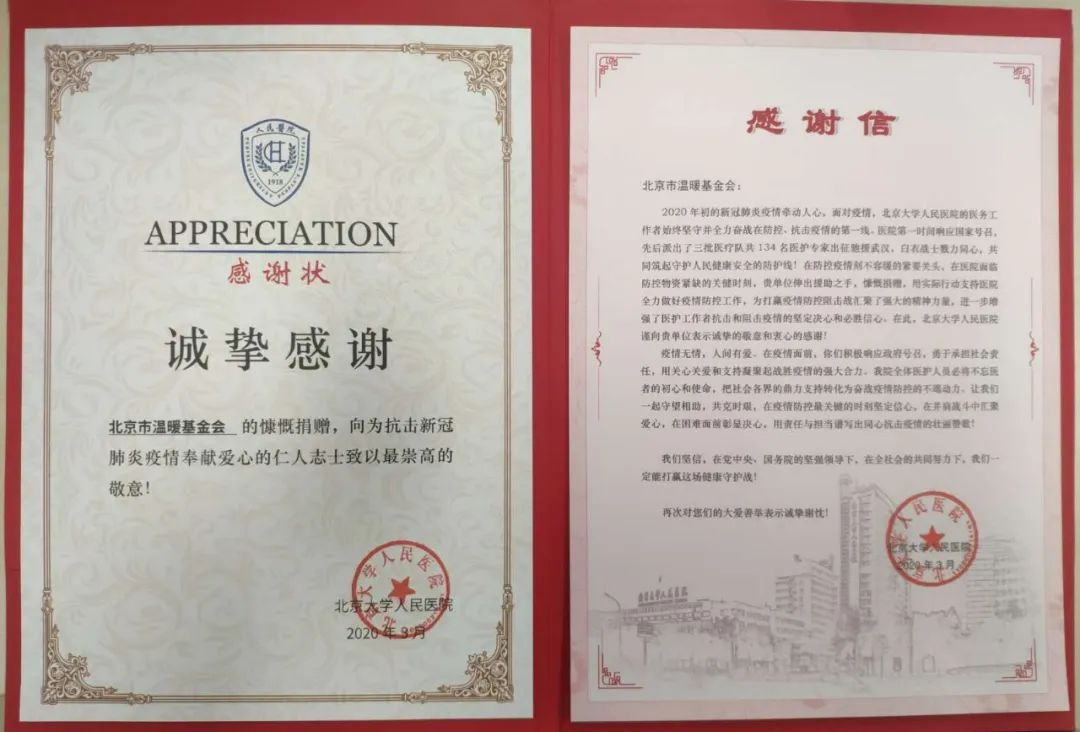 人民醫院
1918
APPRECIATION
感谢状
诚挚感谢
北京市温暖基金会 的慷慨捐赠，向为抗击新冠
肺炎疫情奉献爱心的仁人志士致以最崇高的
敬意！
北京大学人民医院
北京大学人民医院
2020 年 3 月
感谢信
北京市温暖基金会：
2020 年初的新冠肺炎疫情牵动人心。面对疫情，北京大学人民医院的医务工
作者始终坚守并全力奋战在防控、抗击疫情的第一线。医院第一时间响应国家号召，
先后派出了三批医疗队共 134 名医护专家出征驰援武汉，白衣战士戮力同心，共
同筑起守护人民健康安全的防护线！在防控疫情刻不容缓的紧要关头，在医院面临
防控物资紧缺的关健时刻，贵单位伸出援助之手，慷慨捐赠，用实际行动支持医院
全力做好疫情防控工作，为打赢疫情防控阻击战汇聚了强大的精神力量，进一步增
强了医护工作者抗击和阻击疫情的坚定决心和必胜信心。在此，北京大学人民医院
谨向贵单位表示诚挚的敬意和衷心的感谢！
疫情无情，人间有爱。在疫情面前，你们积极响应政府号召，勇于承担社会责
任，用关心关爱和支持凝聚起战胜疫情的强大合力。我院全体医护人员必将不忘医
者的初心和使命，把社会各界的鼎力支持转化为奋战疫情防控的不竭动力。让我们
一起守望相助，共克时艰，在疫情防控最关键的时刻坚定信心，在并肩战斗中汇聚
爱心，在困难面前彰显决心，用责任与担当谱写出同心抗击疫情的壮丽赞歌！
我们坚信，在党中央、国务院的坚强领导下，在全社会的共同努力下，我们一
定能打赢这场健康守护战！
再次对您们的大爱善举表示诚挚谢忱！
北京大学人民医院
北京大学人民医院
2020 年 3 月